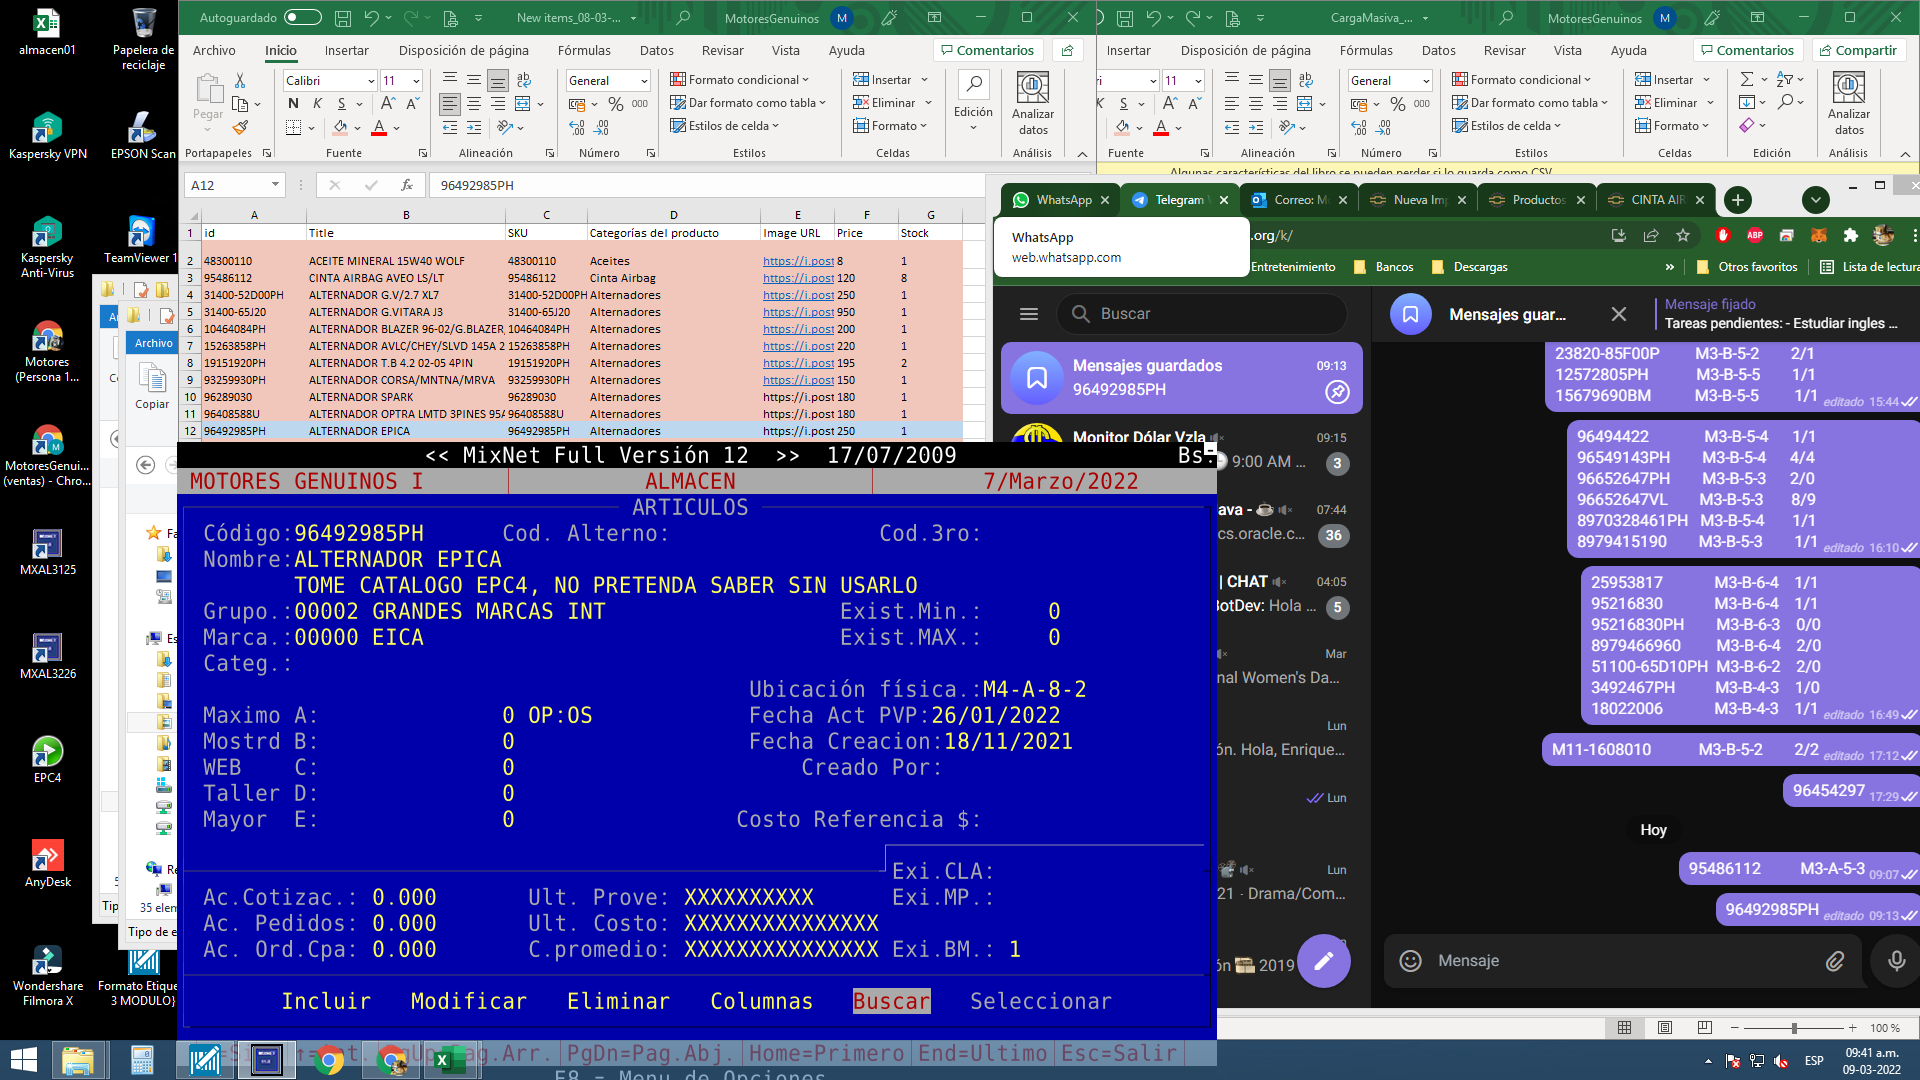 almacen01
Papelera de reciclaje
Kaspersky VPN
EPSON Scan
Kaspersky Anti-Virus
TeamViewer 1
Motores (Persona 1...
MotoresGenui... (ventas) - Chro...
MXAL3125
MXAL3226
EPC4
AnyDesk
Wondershare Filmora X
Formato Etique
3 MODULO}
Archivo
Copiar
35 elem
Tipo de e
Autoguardado
New items_08-03-...
MotoresGenuinos
M
Archivo Inicio Insertar Disposición de página Fórmulas Datos Revisar Vista Ayuda Comentarios
Pegar
Calibri 11
N K S
General
% 000
Formato condicional
Dar formato como tabla
Estilos de celda
Insertar
Eliminar
Formato
Edición
Analizar datos
Portapapeles Fuente Alineación Número Estilos Celdas Análisis
A12 fx 96492985PH
A B C D E F G
1 id Title SKU Categorías del producto Image URL Price Stock
2 48300110 ACEITE MINERAL 15W40 WOLF 48300110 Aceites https://i.post 8 1
3 95486112 CINTA AIRBAG AVEO LS/LT 95486112 Cinta Airbag https://i.post 120 8
4 31400-52D00PH ALTERNADOR G.V/2.7 XL7 31400-52D00PH Alternadores https://i.post 250 1
5 31400-65J20 ALTERNADOR G.VITARA J3 31400-65J20 Alternadores https://i.post 950 1
6 10464084PH ALTERNADOR BLAZER 96-02/G.BLAZER, 10464084PH Alternadores https://i.post 200 1
7 15263858PH ALTERNADOR AVLC/CHEY/SLVD 145A 2 15263858PH Alternadores https://i.post 220 1
8 19151920PH ALTERNADOR T.B 4.2 02-05 4PIN 19151920PH Alternadores https://i.post 195 2
9 93259930PH ALTERNADOR CORSA/MNTNA/MRVA 93259930PH Alternadores https://i.post 150 1
10 96289030 ALTERNADOR SPARK 96289030 Alternadores https://i.post 180 1
11 96408588U ALTERNADOR OPTRA LMTD 3PINES 95A 96408588U Alternadores https://i.post 180 1
12 96492985PH ALTERNADOR EPICA 96492985PH Alternadores https://i.post 250 1
CargaMasiva_...
MotoresGenuinos
M
Insertar Disposición de página Fórmulas Datos Revisar Vista Ayuda Comentarios Compartir
11
General
% 000
Formato condicional
Dar formato como tabla
Estilos de celda
Insertar
Eliminar
Formato
Analizar datos
Fuente Alineación Número Estilos Celdas Edición Análisis
Algunas características del libro se pueden perder si lo guarda como CSV
WhatsApp
Telegram
Correo: M
Nueva Im
Productos
CINTA AIR
WhatsApp
web.whatsapp.com
.org/k/
ABP
Entretenimiento Bancos Descargas » Otros favoritos Lista de lectura
Buscar
Mensajes guardados 09:13
96492985PH
Monitor Dólar Vzla 09:15
9:00 AM ... 3
ava - 07:44
cs.oracle.c... 36
| CHAT 04:05
otDev: Hola ... 5
Mar
nal Women's Da...
Lun
ón. Hola, Enrique...
Lun
Lun
21 · Drama/Com...
ón 2019
Mensajes guar...
Mensaje fijado
Tareas pendientes: - Estudiar ingles ...
23820-85F00P M3-B-5-2 2/1
12572805PH M3-B-5-5 1/1
15679690BM M3-B-5-5 1/1 editado 15:44
96494422 M3-B-5-4 1/1
96549143PH M3-B-5-4 4/4
96652647PH M3-B-5-3 2/0
96652647VL M3-B-5-3 8/9
8970328461PH M3-B-5-4 1/1
8979415190 M3-B-5-3 1/1 editado 16:10
25953817 M3-B-6-4 1/1
95216830 M3-B-6-4 1/1
95216830PH M3-B-6-3 0/0
8979466960 M3-B-6-4 2/0
51100-65D10PH M3-B-6-2 2/0
3492467PH M3-B-4-3 1/0
18022006 M3-B-4-3 1/1 editado 16:49
M11-1608010 M3-B-5-2 2/2 editado 17:12
96454297 17:29
Hoy
95486112 M3-A-5-3 09:07
96492985PH editado 09:13
Mensaje
<< MixNet Full Versión 12 >> 17/07/2009 Bs.
MOTORES GENUINOS I ALMACEN 7/Marzo/2022
ARTICULOS
Código:96492985PH Cod. Alterno: Cod.3ro:
Nombre:ALTERNADOR EPICA
TOME CATALOGO EPC4, NO PRETENDA SABER SIN USARLO
Grupo.:00002 GRANDES MARCAS INT Exist.Min.: 0
Marca.:00000 EICA Exist.MAX.: 0
Categ.:
Ubicación física.:M4-A-8-2
Maximo A: 0 OP:OS Fecha Act PVP:26/01/2022
Mostrd B: 0 Fecha Creacion:18/11/2021
WEB C: 0 Creado Por:
Taller D: 0
Mayor E: 0 Costo Referencia $:
Exi.CLA:
Ac.Cotizac.: 0.000 Ult. Prove: XXXXXXXXXX Exi.MP.:
Ac. Pedidos: 0.000 Ult. Costo: XXXXXXXXXXXXXXX
Ac. Ord.Cpa: 0.000 C.promedio: XXXXXXXXXXXXXXX Exi.BM.: 1
Incluir Modificar Eliminar Columnas Buscar Seleccionar
PgDn=Pag.Abj. Home=Primero End=Ultimo Esc=Salir
F8 = Menu de Opciones
100 %
ESP
09:41 a.m.
09-03-2022